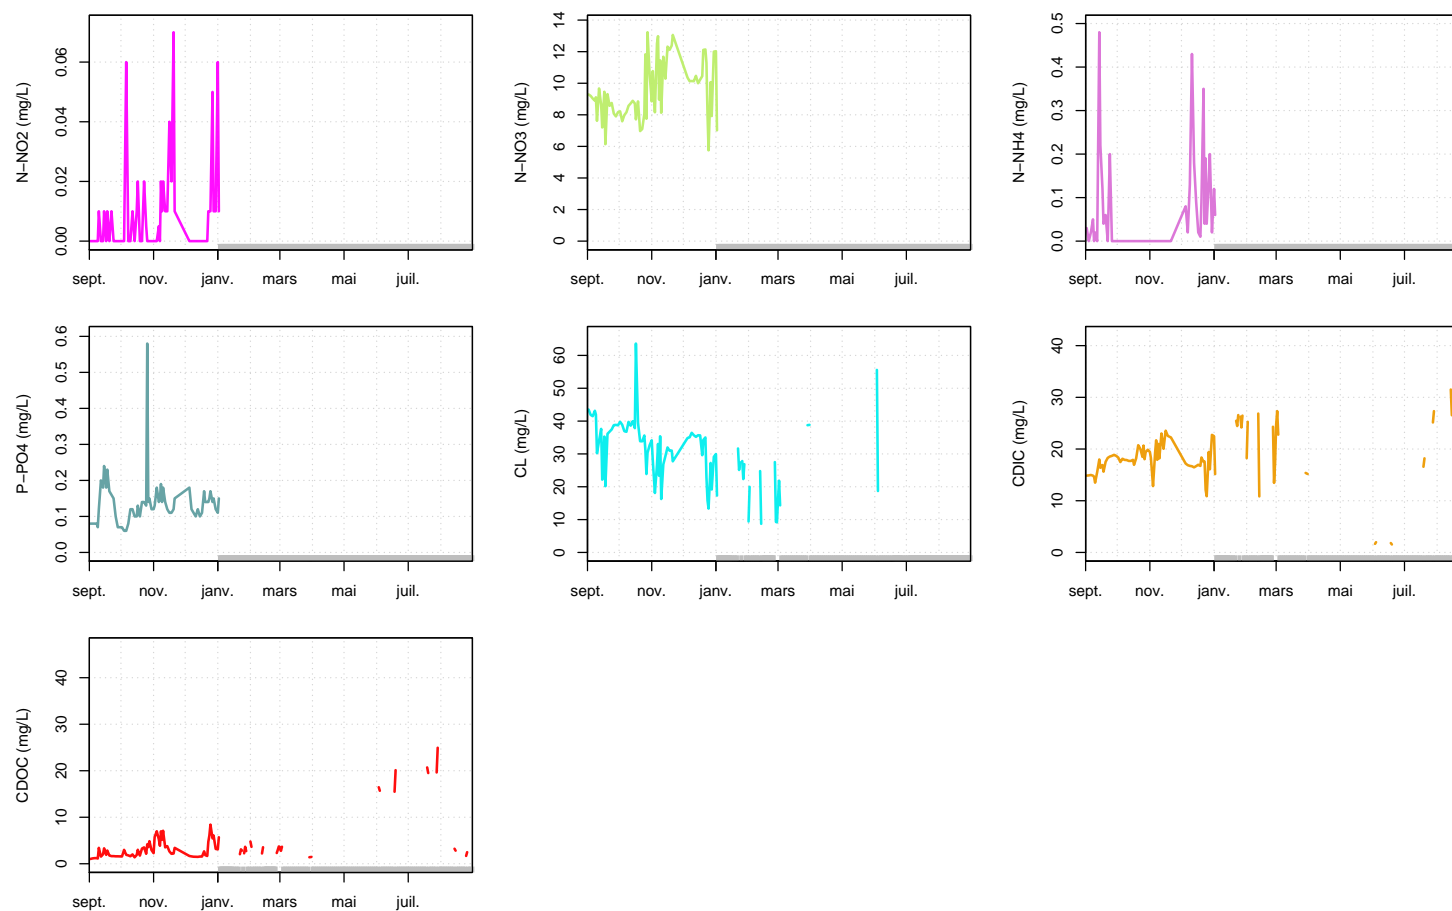 N−NO2 (mg/L)
0.00 0.02 0.04 0.06
sept. nov. janv. mars mai juil.
N−NO3 (mg/L)
0 2 4 6 8 10 12 14
sept. nov. janv. mars mai juil.
N−NH4 (mg/L)
0.0 0.1 0.2 0.3 0.4 0.5
sept. nov. janv. mars mai juil.
P−PO4 (mg/L)
0.0 0.1 0.2 0.3 0.4 0.5 0.6
sept. nov. janv. mars mai juil.
CL (mg/L)
0 10 20 30 40 50 60
sept. nov. janv. mars mai juil.
CDIC (mg/L)
0 10 20 30 40
sept. nov. janv. mars mai juil.
CDOC (mg/L)
0 10 20 30 40
sept. nov. janv. mars mai juil.